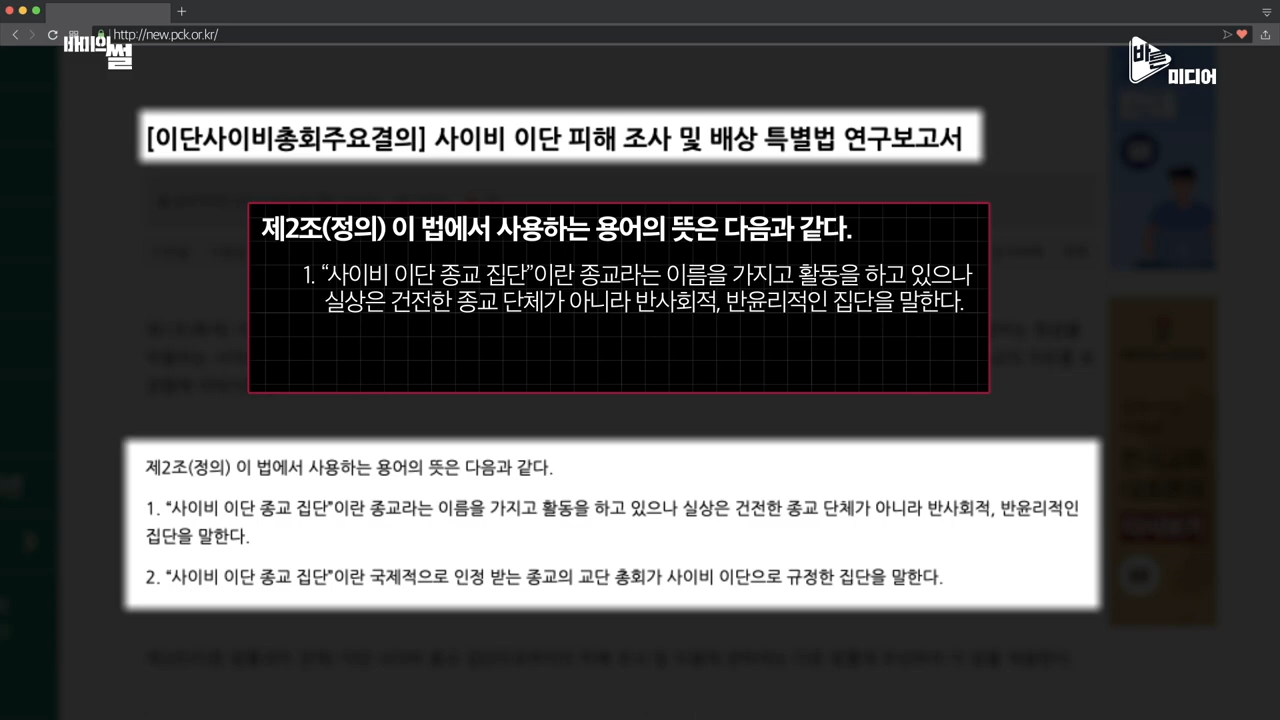 http://new.pck.or.kr/
바미의
썰
바른
미디어
[이단사이비총회주요결의] 사이비 이단 피해 조사 및 배상 특별법 연구보고서
제2조(정의) 이 법에서 사용하는 용어의 뜻은 다음과 같다.
1. “사이비 이단 종교 집단”이란 종교라는 이름을 가지고 활동을 하고 있으나
실상은 건전한 종교 단체가 아니라 반사회적, 반윤리적인 집단을 말한다.
제2조(정의) 이 법에서 사용하는 용어의 뜻은 다음과 같다.
1. “사이비 이단 종교 집단”이란 종교라는 이름을 가지고 활동을 하고 있으나 실상은 건전한 종교 단체가 아니라 반사회적, 반윤리적인
집단을 말한다.
2. “사이비 이단 종교 집단”이란 국제적으로 인정 받는 종교의 교단 총회가 사이비 이단으로 규정한 집단을 말한다.